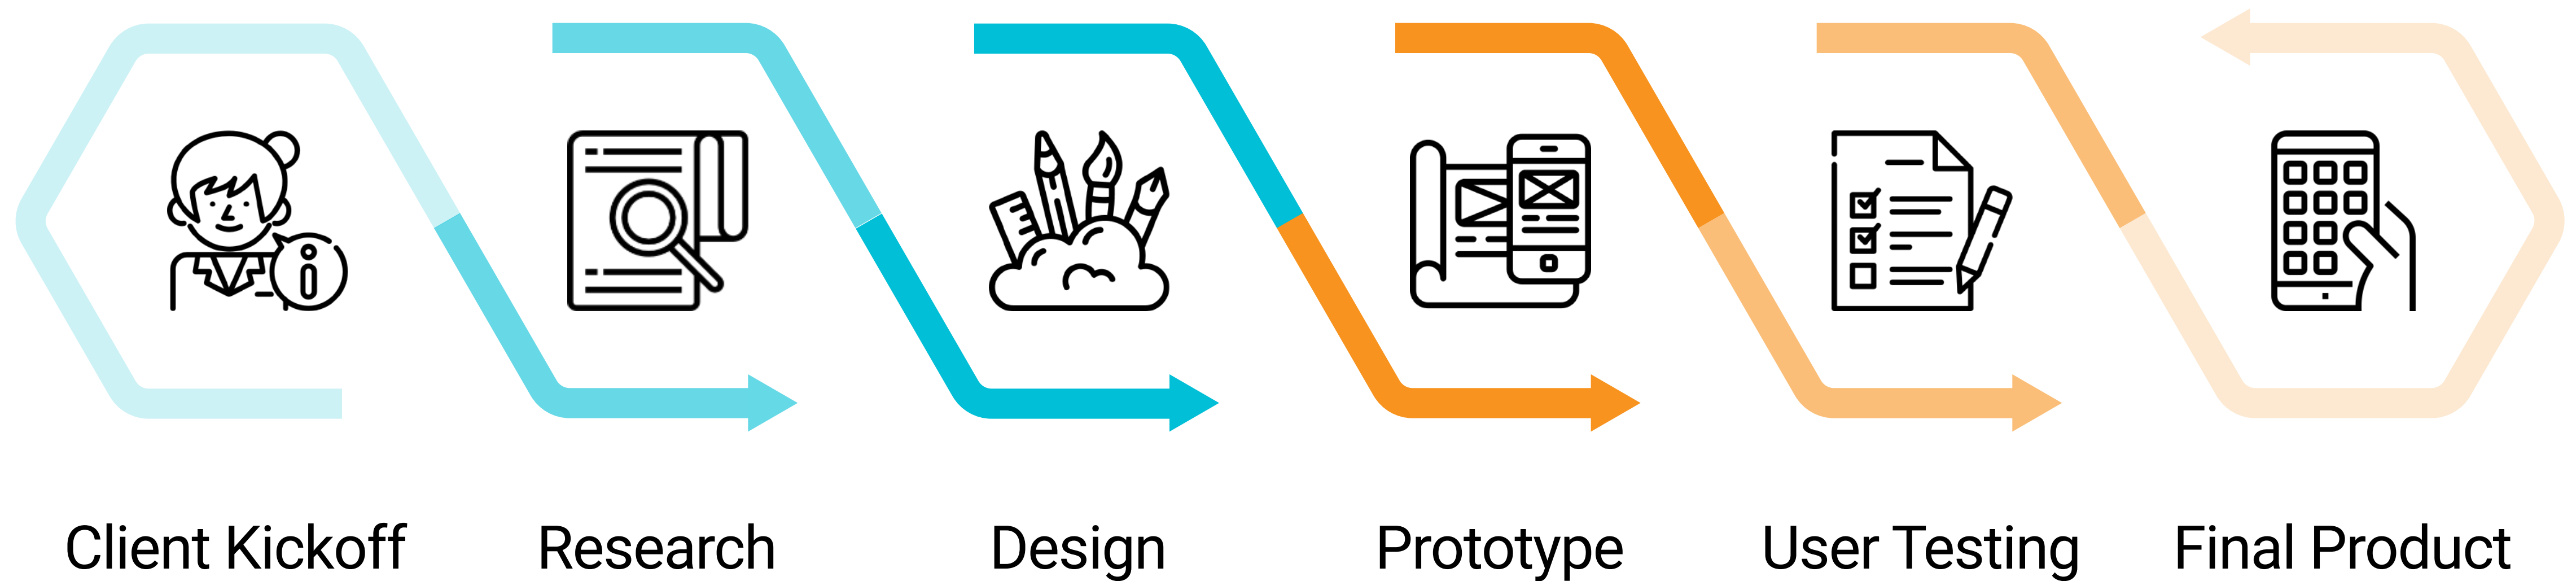 Client Kickoff
Research
Design
Prototype
User Testing
Final Product